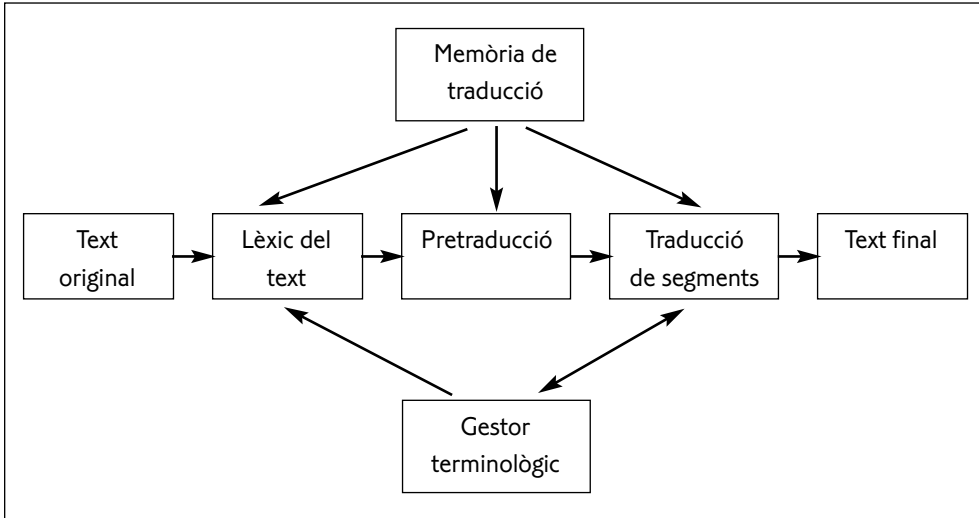 Memòria de
traducció
Text
original
Lèxic del
text
Pretraducció
Traducció
de segments
Text final
Gestor
terminològic